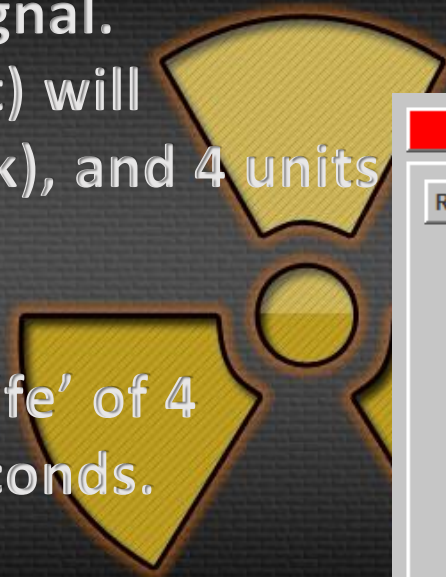 gnal.
t) will
k), and 4 units
R
fe' of 4
conds.